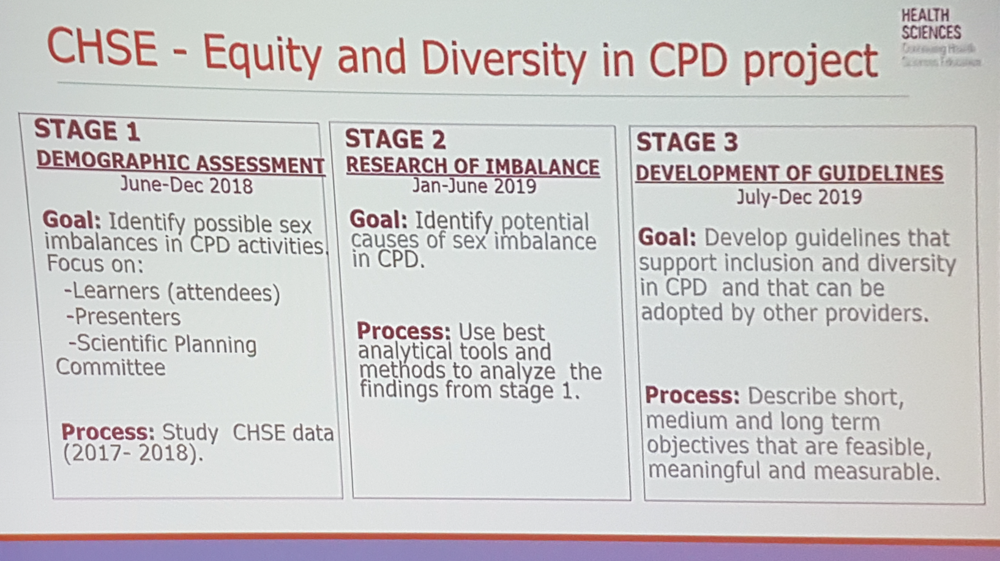 CHSE - Equity and Diversity in CPD project
HEALTH
SCIENCES
Continuing Health
Sciences Education
STAGE 1
DEMOGRAPHIC ASSESSMENT
June-Dec 2018
Goal: Identify possible sex
imbalances in CPD activities.
Focus on:
-Learners (attendees)
-Presenters
-Scientific Planning
Committee
Process: Study CHSE data
(2017- 2018).
STAGE 2
RESEARCH OF IMBALANCE
Jan-June 2019
Goal: Identify potential
causes of sex imbalance
in CPD.
Process: Use best
analytical tools and
methods to analyze the
findings from stage 1.
STAGE 3
DEVELOPMENT OF GUIDELINES
July-Dec 2019
Goal: Develop guidelines that
support inclusion and diversity
in CPD and that can be
adopted by other providers.
Process: Describe short,
medium and long term
objectives that are feasible,
meaningful and measurable.